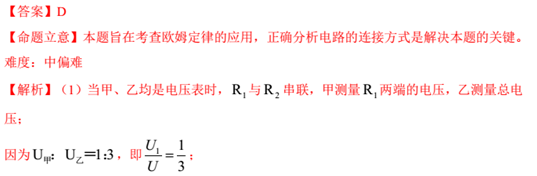 【答案】D
【命题立意】本题旨在考查欧姆定律的应用，正确分析电路的连接方式是解决本题的关键。
难度：中偏难
【解析】（1）当甲、乙均是电压表时，R₁与R₂串联，甲测量R₁两端的电压，乙测量总电
压；
因为U甲：U乙＝1:3，即U₁/U=1/3；